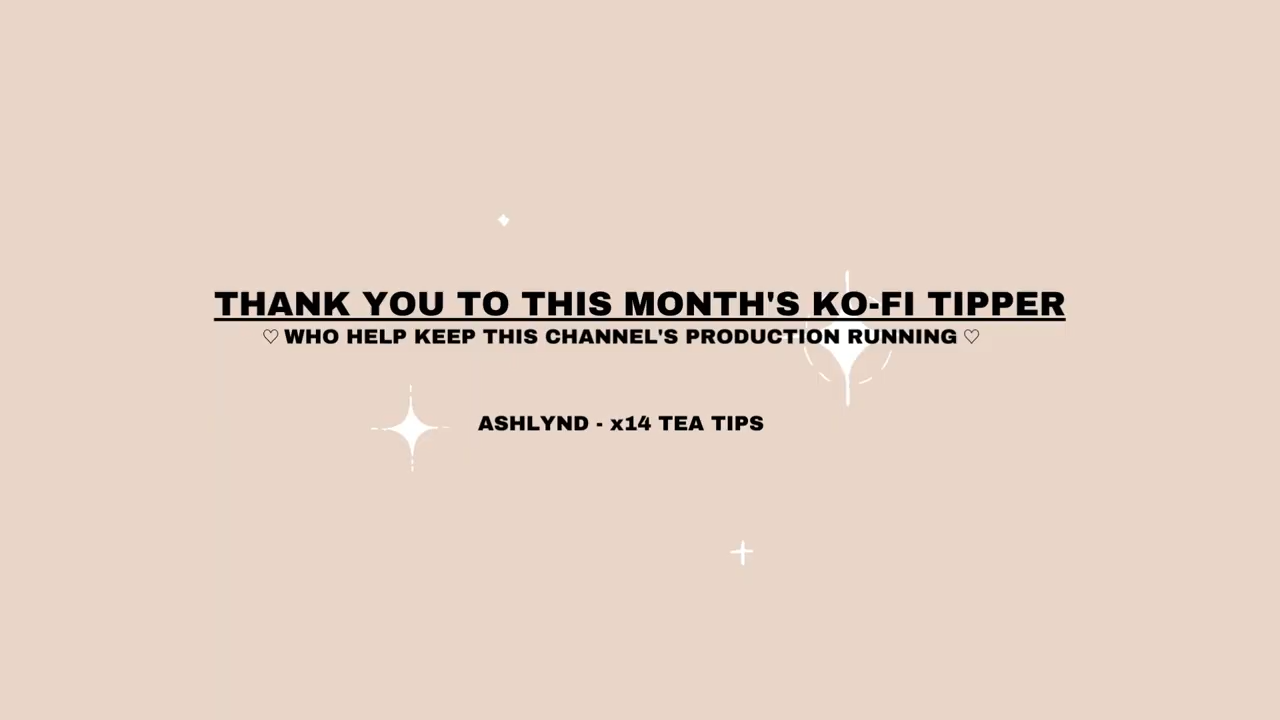 THANK YOU TO THIS MONTH'S KO-FI TIPPER
♡ WHO HELP KEEP THIS CHANNEL'S PRODUCTION RUNNING ♡
ASHLYND - x14 TEA TIPS